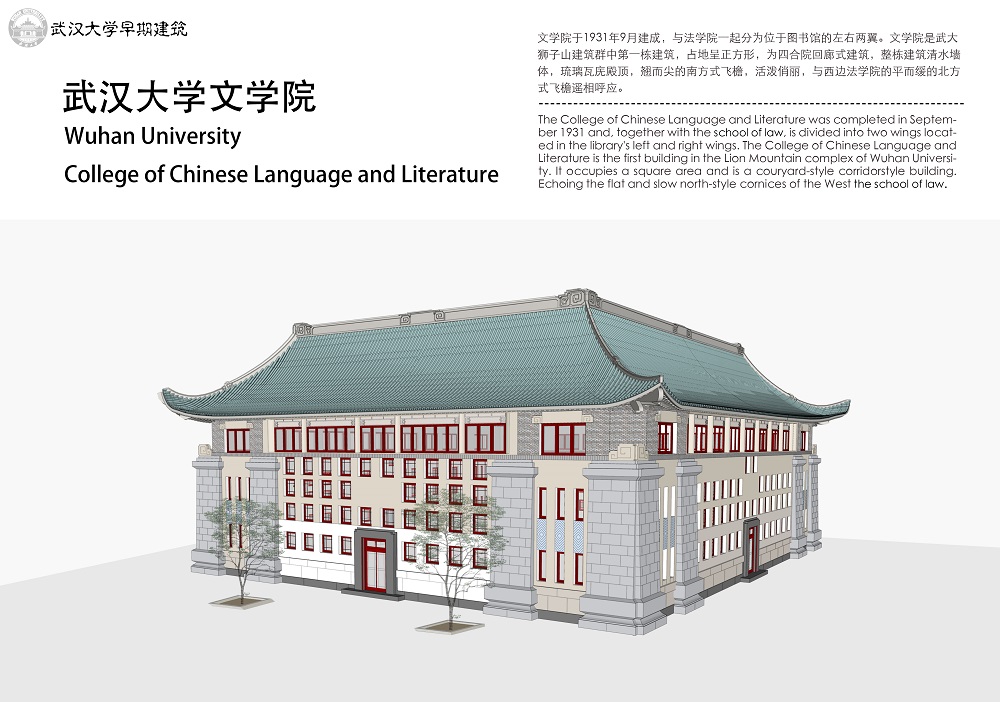 武汉大学早期建筑
武汉大学文学院
Wuhan University
College of Chinese Language and Literature
文学院于1931年9月建成，与法学院一起分为位于图书馆的左右两翼。文学院是武大
狮子山建筑群中第一栋建筑，占地呈正方形，为四合院回廊式建筑，整栋建筑清水墙
体，琉璃瓦庑殿顶，翘而尖的南方式飞檐，活泼俏丽，与西边法学院的平而缓的北方
式飞檐遥相呼应。
The College of Chinese Language and Literature was completed in Septem-
ber 1931 and, together with the school of law, is divided into two wings locat-
ed in the library's left and right wings. The College of Chinese Language and
Literature is the first building in the Lion Mountain complex of Wuhan Universi-
ty. It occupies a square area and is a couryard-style corridorstyle building.
Echoing the flat and slow north-style cornices of the West the school of law.